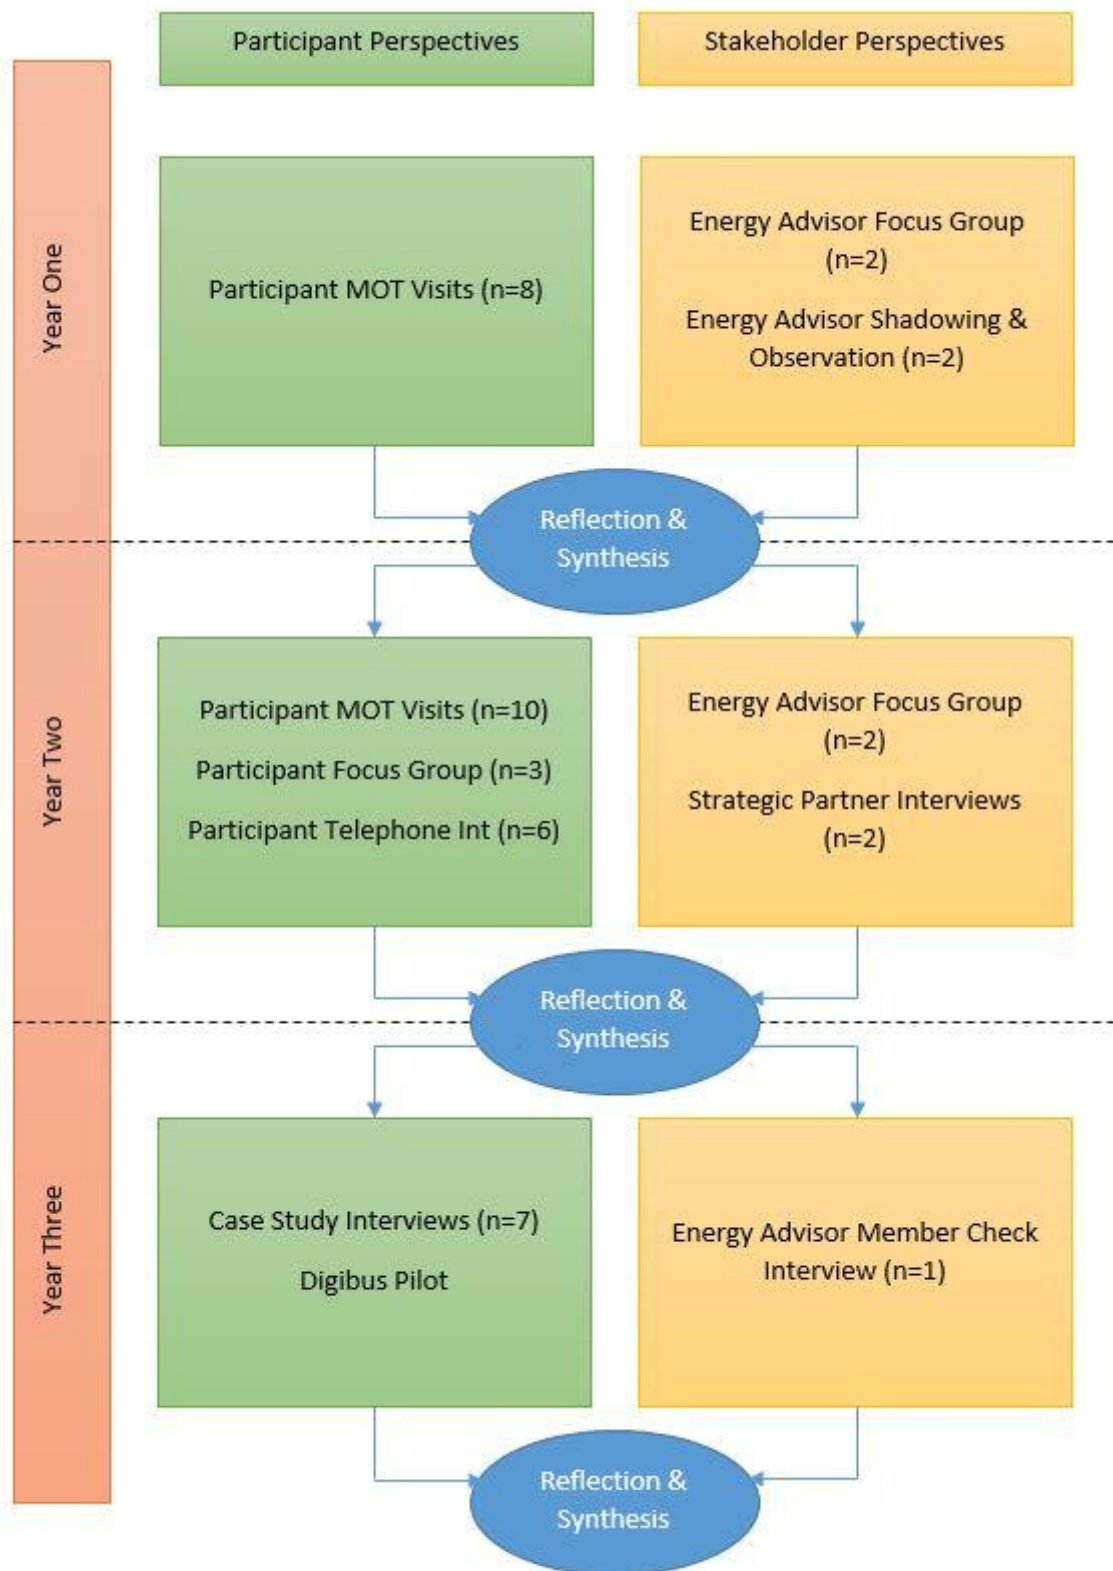 Participant Perspectives
Stakeholder Perspectives
Year One
Participant MOT Visits (n=8)
Energy Advisor Focus Group
(n=2)
Energy Advisor Shadowing &
Observation (n=2)
Reflection &
Synthesis
Year Two
Participant MOT Visits (n=10)
Participant Focus Group (n=3)
Participant Telephone Int (n=6)
Energy Advisor Focus Group
(n=2)
Strategic Partner Interviews
(n=2)
Reflection &
Synthesis
Year Three
Case Study Interviews (n=7)
Digibus Pilot
Energy Advisor Member Check
Interview (n=1)
Reflection &
Synthesis